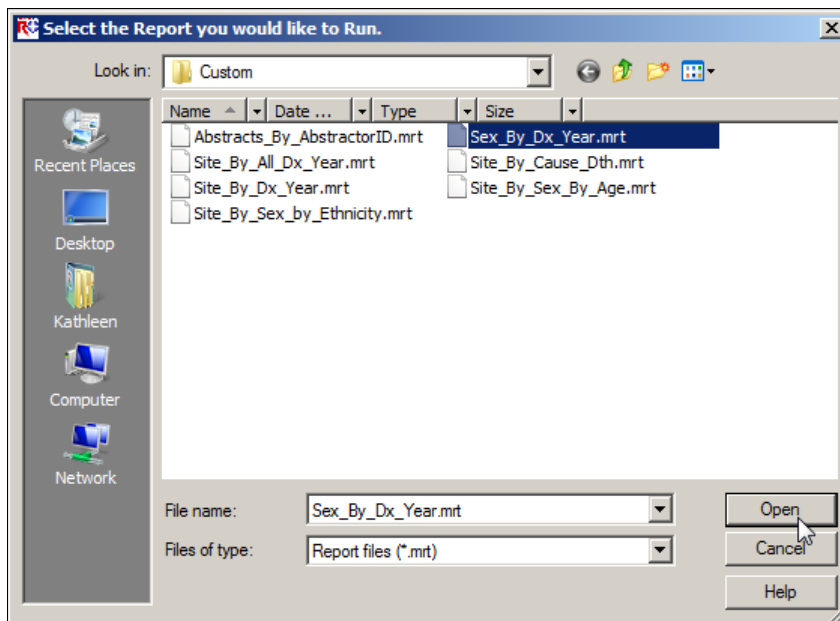 Select the Report you would like to Run.
Look in: Custom
Name Date ... Type Size
Abstracts_By_AbstractorID.mrt Sex_By_Dx_Year.mrt
Site_By_All_Dx_Year.mrt Site_By_Cause_Dth.mrt
Site_By_Dx_Year.mrt Site_By_Sex_By_Age.mrt
Site_By_Sex_by_Ethnicity.mrt
Recent Places
Desktop
Kathleen
Computer
Network
File name: Sex_By_Dx_Year.mrt Open
Files of type: Report files (*.mrt) Cancel
Help